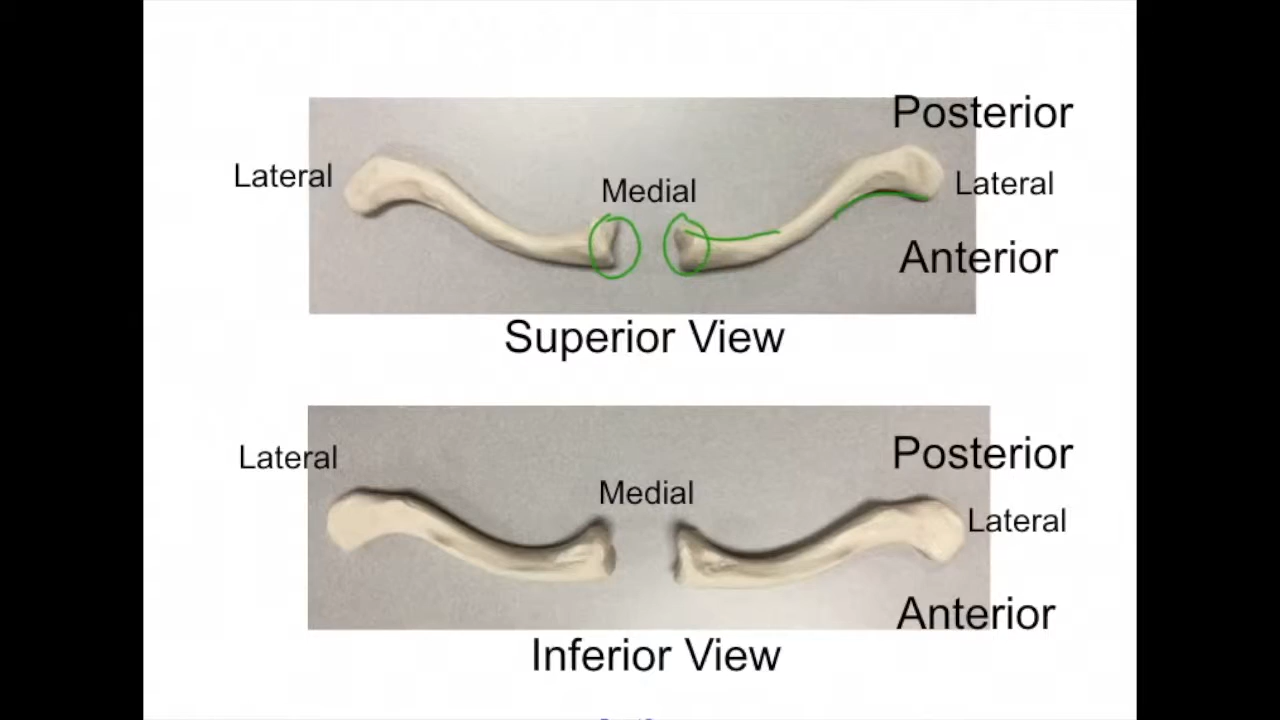 Posterior
Lateral
Medial
Lateral
Anterior
Superior View
Posterior
Lateral
Medial
Lateral
Anterior
Inferior View